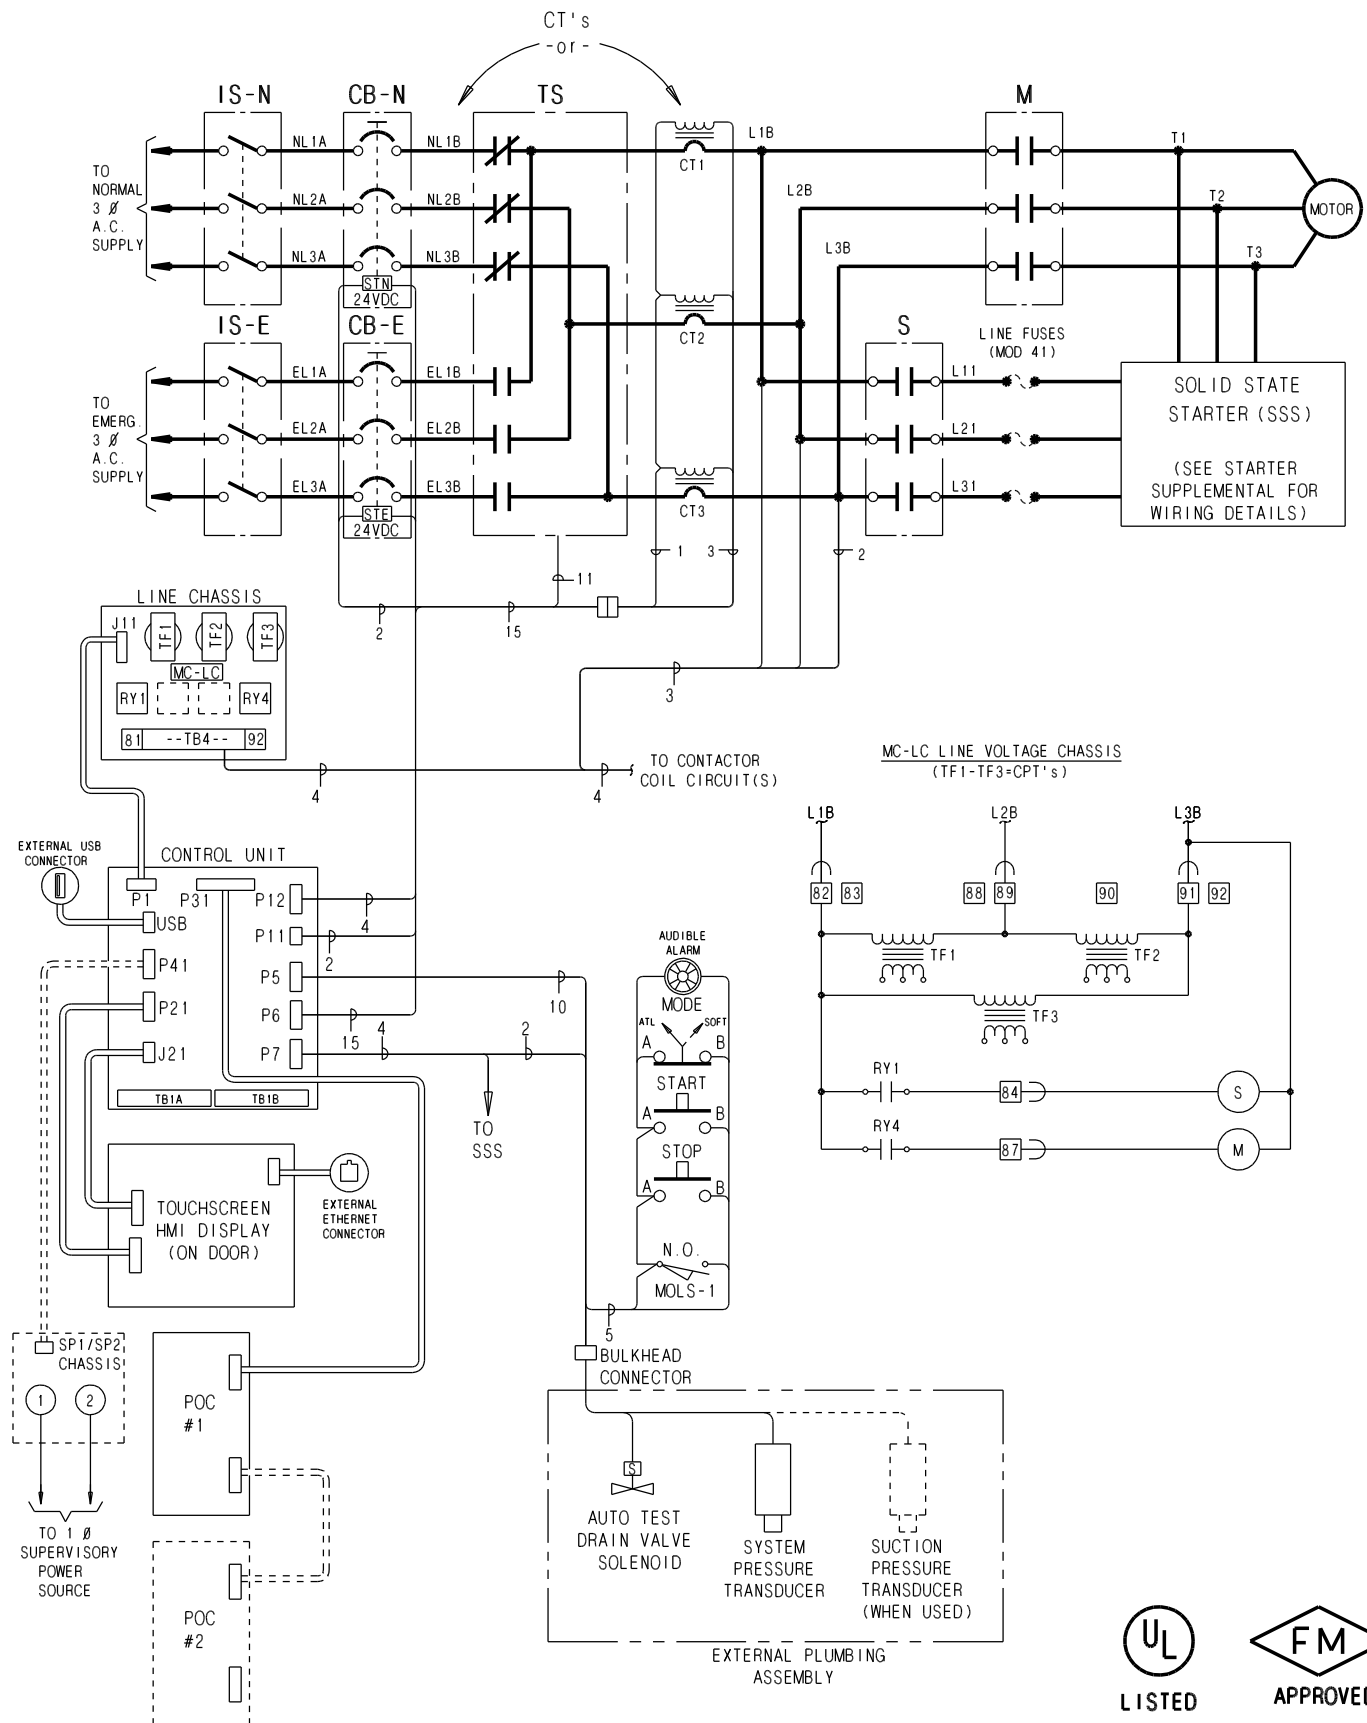 CT's
-or-
IS-N
CB-N
TS
M
L1B
T1
NL1A
NL1B
CT1
TO
NORMAL
3 Ø
A.C.
SUPPLY
NL2A
NL2B
L2B
T2
MOTOR
NL3A
NL3B
L3B
T3
STN
24VDC
IS-E
CB-E
CT2
S
LINE FUSES
(MOD 41)
EL1A
EL1B
L11
TO
EMERG.
3 Ø
A.C.
SUPPLY
EL2A
EL2B
L21
EL3A
EL3B
CT3
L31
STE
24VDC
SOLID STATE
STARTER (SSS)
(SEE STARTER
SUPPLEMENTAL FOR
WIRING DETAILS)
1
3
2
11
2
15
3
LINE CHASSIS
J11
TF1
TF2
TF3
MC-LC
RY1
RY4
81
--TB4--
92
4
4
TO CONTACTOR
COIL CIRCUIT(S)
MC-LC LINE VOLTAGE CHASSIS
(TF1-TF3=CPT's)
L1B
L2B
L3B
82
83
88
89
90
91
92
TF1
TF2
TF3
RY1
84
S
RY4
87
M
EXTERNAL USB
CONNECTOR
CONTROL UNIT
P1
P31
P12
4
USB
P11
2
P41
P5
10
P21
P6
15
4
2
J21
P7
TB1A
TB1B
TO
SSS
AUDIBLE
ALARM
MODE
ATL
SOFT
A
B
START
A
B
STOP
A
B
N.O.
MOLS-1
5
TOUCHSCREEN
HMI DISPLAY
(ON DOOR)
EXTERNAL
ETHERNET
CONNECTOR
SP1/SP2
CHASSIS
1
2
TO 1 Ø
SUPERVISORY
POWER
SOURCE
POC
#1
POC
#2
BULKHEAD
CONNECTOR
S
AUTO TEST
DRAIN VALVE
SOLENOID
SYSTEM
PRESSURE
TRANSDUCER
SUCTION
PRESSURE
TRANSDUCER
(WHEN USED)
EXTERNAL PLUMBING
ASSEMBLY
UL
LISTED
FM
APPROVED